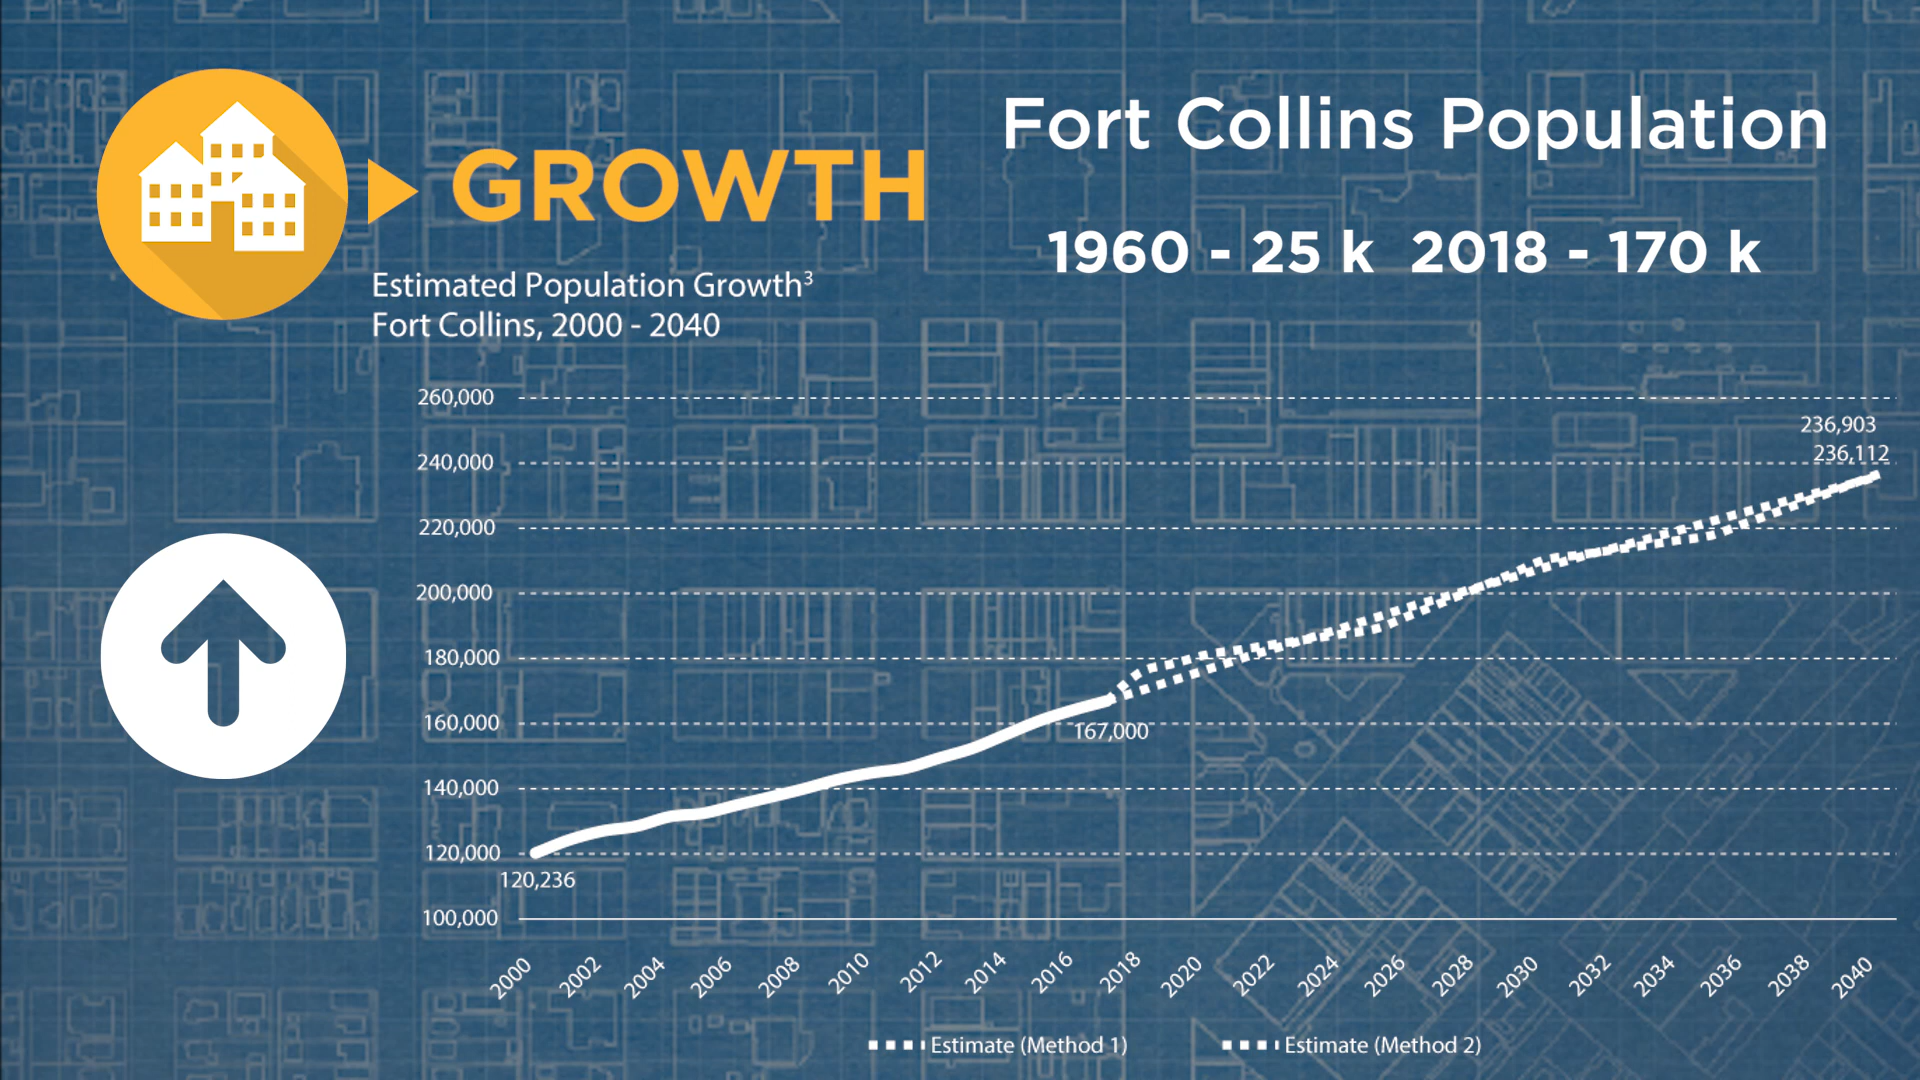 GROWTH
Fort Collins Population
1960 - 25 k 2018 - 170 k
Estimated Population Growth³
Fort Collins, 2000 - 2040
260,000
236,903
236,112
240,000
220,000
200,000
180,000
160,000
167,000
140,000
120,000
120,236
100,000
2000 2002 2004 2006 2008 2010 2012 2014 2016 2018 2020 2022 2024 2026 2028 2030 2032 2034 2036 2038 2040
Estimate (Method 1) Estimate (Method 2)